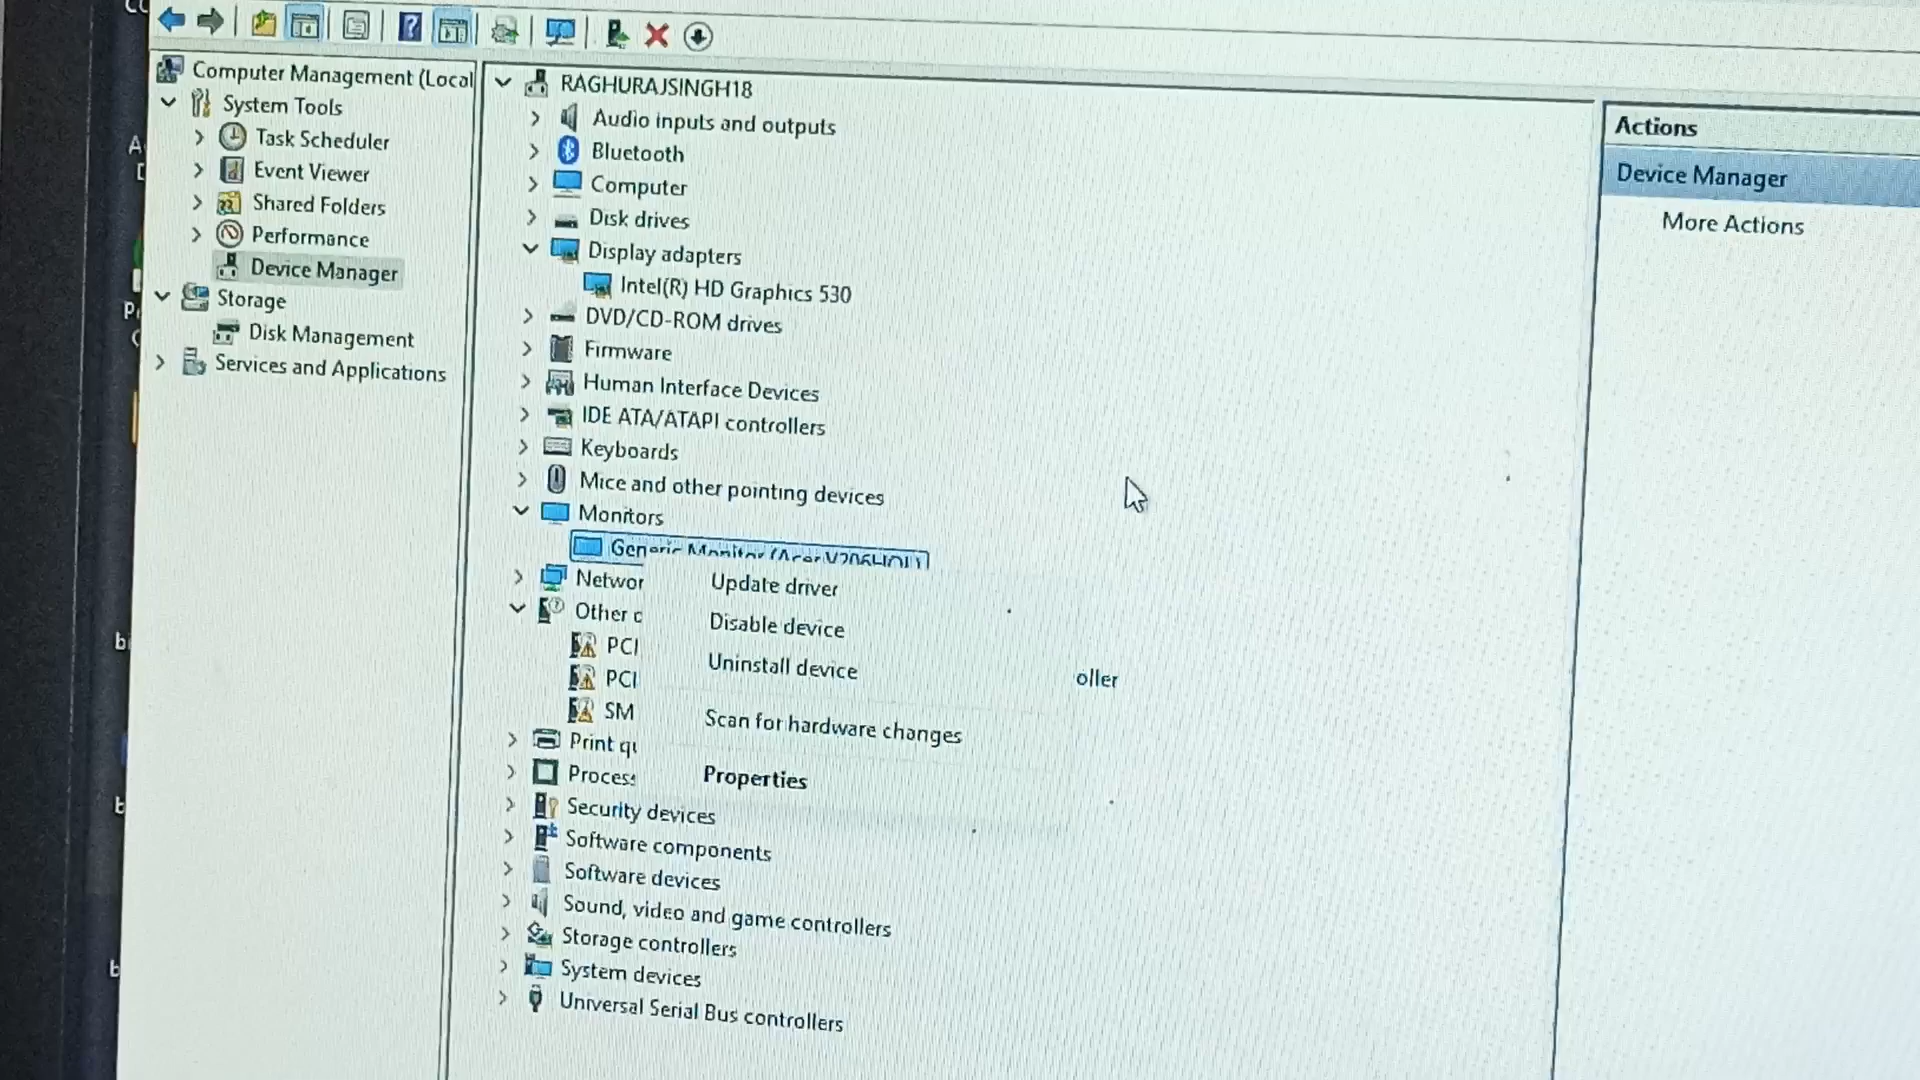 Computer Management (Local
System Tools
Task Scheduler
Event Viewer
Shared Folders
Performance
Device Manager
Storage
Disk Management
Services and Applications
RAGHURAJSINGH18
Audio inputs and outputs
Bluetooth
Computer
Disk drives
Display adapters
Intel(R) HD Graphics 530
DVD/CD-ROM drives
Firmware
Human Interface Devices
IDE ATA/ATAPI controllers
Keyboards
Mice and other pointing devices
Monitors
Generic Monitor (Acer V206HQL)
Networ
Other
PCI
PCI oller
SM
Print
Process
Security devices
Software components
Software devices
Sound, video and game controllers
Storage controllers
System devices
Universal Serial Bus controllers
Update driver
Disable device
Uninstall device
Scan for hardware changes
Properties
Actions
Device Manager
More Actions